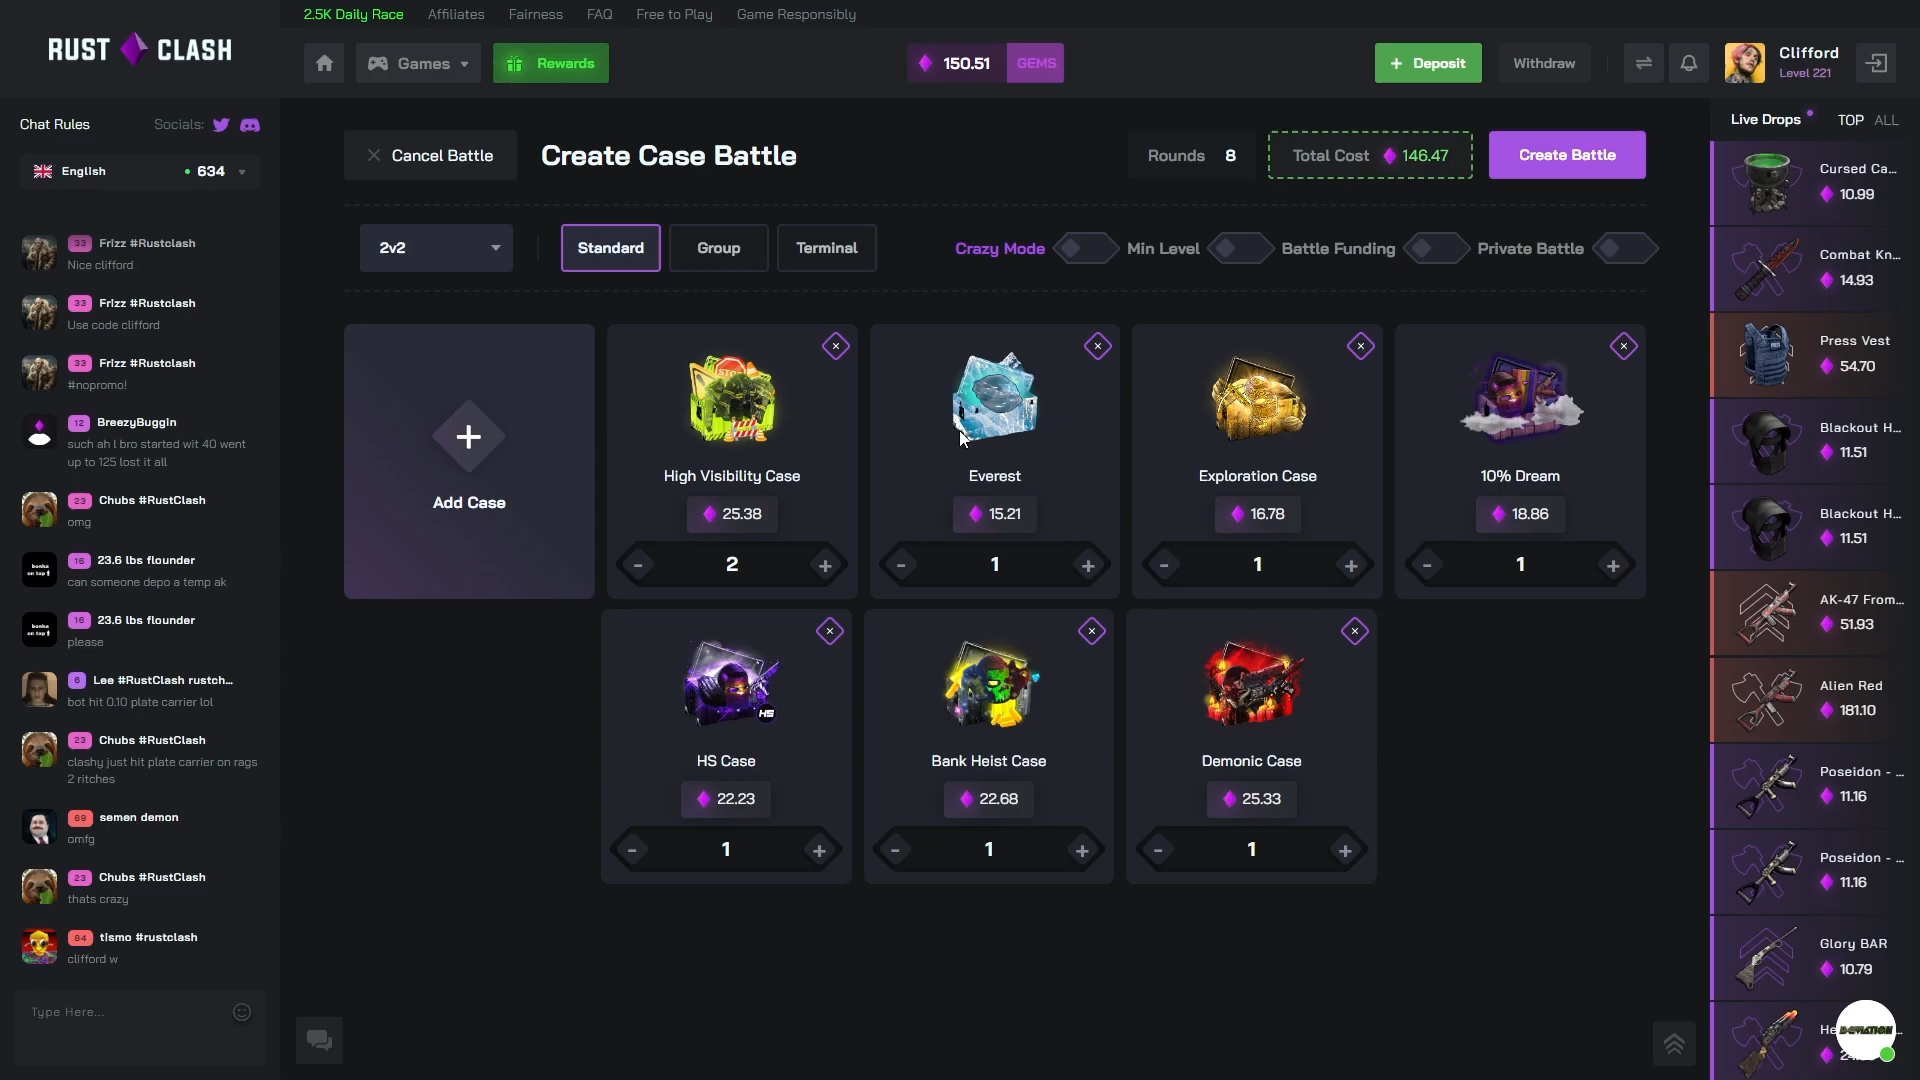 2.5K Daily Race Affiliates Fairness FAQ Free to Play Game Responsibly
RUST CLASH
Games Rewards 150.51 GEMS + Deposit Withdraw Clifford
Level 221
Chat Rules Socials:
English 634
33 Frizz #Rustclash
Nice clifford
33 Frizz #Rustclash
Use code clifford
33 Frizz #Rustclash
#nopromo!
12 BreezyBuggin
such ah l bro started wit 40 went
up to 125 lost it all
23 Chubs #RustClash
omg
bonka
on top!
16 23.6 lbs flounder
can someone depo a temp ak
bonka
on top!
16 23.6 lbs flounder
please
6 Lee #RustClash rustch...
bot hit 0.10 plate carrier lol
23 Chubs #RustClash
clashy just hit plate carrier on rags
2 ritches
69 semen demon
omfg
23 Chubs #RustClash
thats crazy
84 tismo #rustclash
clifford w
Type Here...
Cancel Battle Create Case Battle Rounds 8 Total Cost 146.47 Create Battle
2v2 Standard Group Terminal Crazy Mode Min Level Battle Funding Private Battle
+
Add Case
STOP
High Visibility Case
25.38
- 2 +
Everest
15.21
- 1 +
Exploration Case
16.78
- 1 +
10% Dream
18.86
- 1 +
HS
HS Case
22.23
- 1 +
Bank Heist Case
22.68
- 1 +
Demonic Case
25.33
- 1 +
Live Drops TOP ALL
Cursed Ca...
10.99
Combat Kn...
14.93
Press Vest
54.70
Blackout H...
11.51
Blackout H...
11.51
AK-47 From...
51.93
Alien Red
181.10
Poseidon - ...
11.16
Poseidon - ...
11.16
Glory BAR
10.79